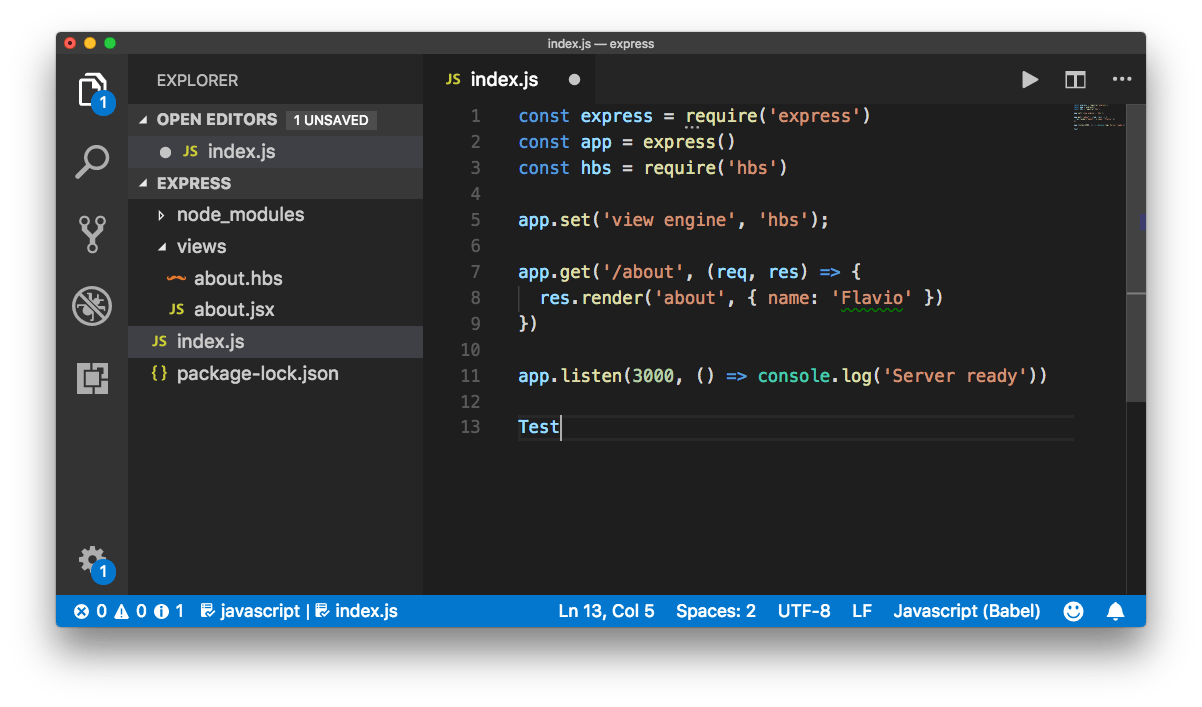 index.js — express
EXPLORER
OPEN EDITORS 1 UNSAVED
JS index.js
EXPRESS
node_modules
views
about.hbs
JS about.jsx
JS index.js
{} package-lock.json
1
1
JS index.js
1 const express = require('express')
2 const app = express()
3 const hbs = require('hbs')
4
5 app.set('view engine', 'hbs');
6
7 app.get('/about', (req, res) => {
8 res.render('about', { name: 'Flavio' })
9 })
10
11 app.listen(3000, () => console.log('Server ready'))
12
13 Test
0 0 1 javascript | index.js
Ln 13, Col 5 Spaces: 2 UTF-8 LF Javascript (Babel)